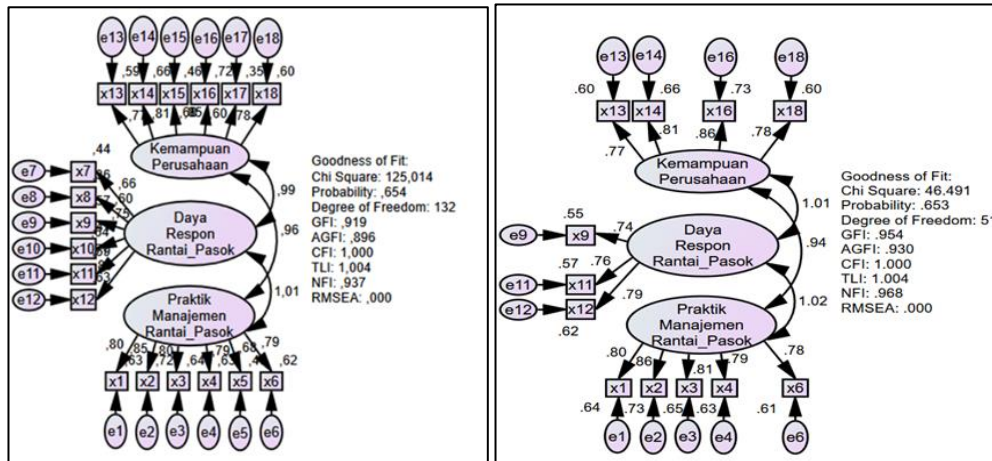 e13 e14 e15 e16 e17 e18
,59 ,66 ,46 ,72 ,35 ,60
x13 x14 x15 x16 x17 x18
,77 ,81 ,60 ,78
Kemampuan
Perusahaan
,44
e7 x7
,66
e8 x8
,60
e9 x9
e10 x10
e11 x11
e12 x12
Daya
Respon
Rantai_Pasok
,99
,96
1,01
Praktik
Manajemen
Rantai_Pasok
,80 ,85 ,80 ,79 ,68 ,79
,63 ,72 ,64 ,62
x1 x2 x3 x4 x5 x6
e1 e2 e3 e4 e5 e6
Goodness of Fit:
Chi Square: 125,014
Probability: ,654
Degree of Freedom: 132
GFI: ,919
AGFI: ,896
CFI: 1,000
TLI: 1,004
NFI: ,937
RMSEA: ,000
e13 e14 e16 e18
.60 .66 .73 .60
x13 x14 x16 x18
.77 .81 .86 .78
Kemampuan
Perusahaan
.55
e9 x9 .74
.57 .76
e11 x11
e12 x12 .79
.62
Daya
Respon
Rantai_Pasok
1.01
.94
1.02
Praktik
Manajemen
Rantai_Pasok
.80 .86 .81 .79 .78
x1 x2 x3 x4 x6
.64 .73 .65 .63 .61
e1 e2 e3 e4 e6
Goodness of Fit:
Chi Square: 46.491
Probability: .653
Degree of Freedom: 51
GFI: .954
AGFI: .930
CFI: 1.000
TLI: 1.004
NFI: .968
RMSEA: .000